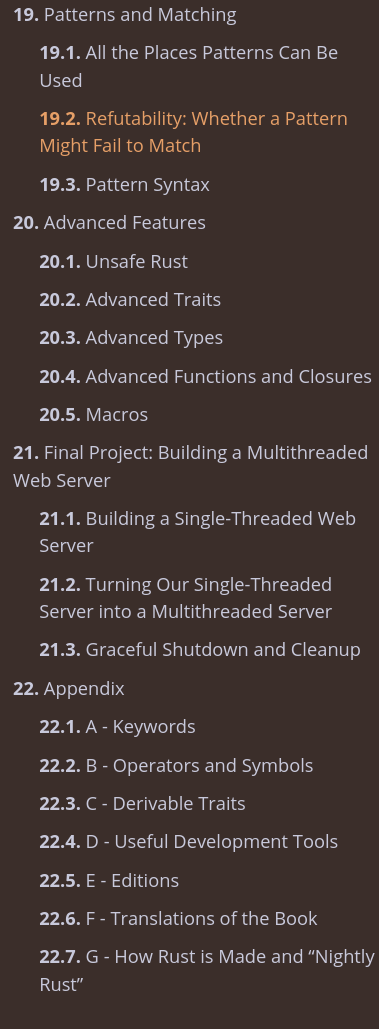 19. Patterns and Matching
19.1. All the Places Patterns Can Be
Used
19.2. Refutability: Whether a Pattern
Might Fail to Match
19.3. Pattern Syntax
20. Advanced Features
20.1. Unsafe Rust
20.2. Advanced Traits
20.3. Advanced Types
20.4. Advanced Functions and Closures
20.5. Macros
21. Final Project: Building a Multithreaded
Web Server
21.1. Building a Single-Threaded Web
Server
21.2. Turning Our Single-Threaded
Server into a Multithreaded Server
21.3. Graceful Shutdown and Cleanup
22. Appendix
22.1. A - Keywords
22.2. B - Operators and Symbols
22.3. C - Derivable Traits
22.4. D - Useful Development Tools
22.5. E - Editions
22.6. F - Translations of the Book
22.7. G - How Rust is Made and “Nightly
Rust”